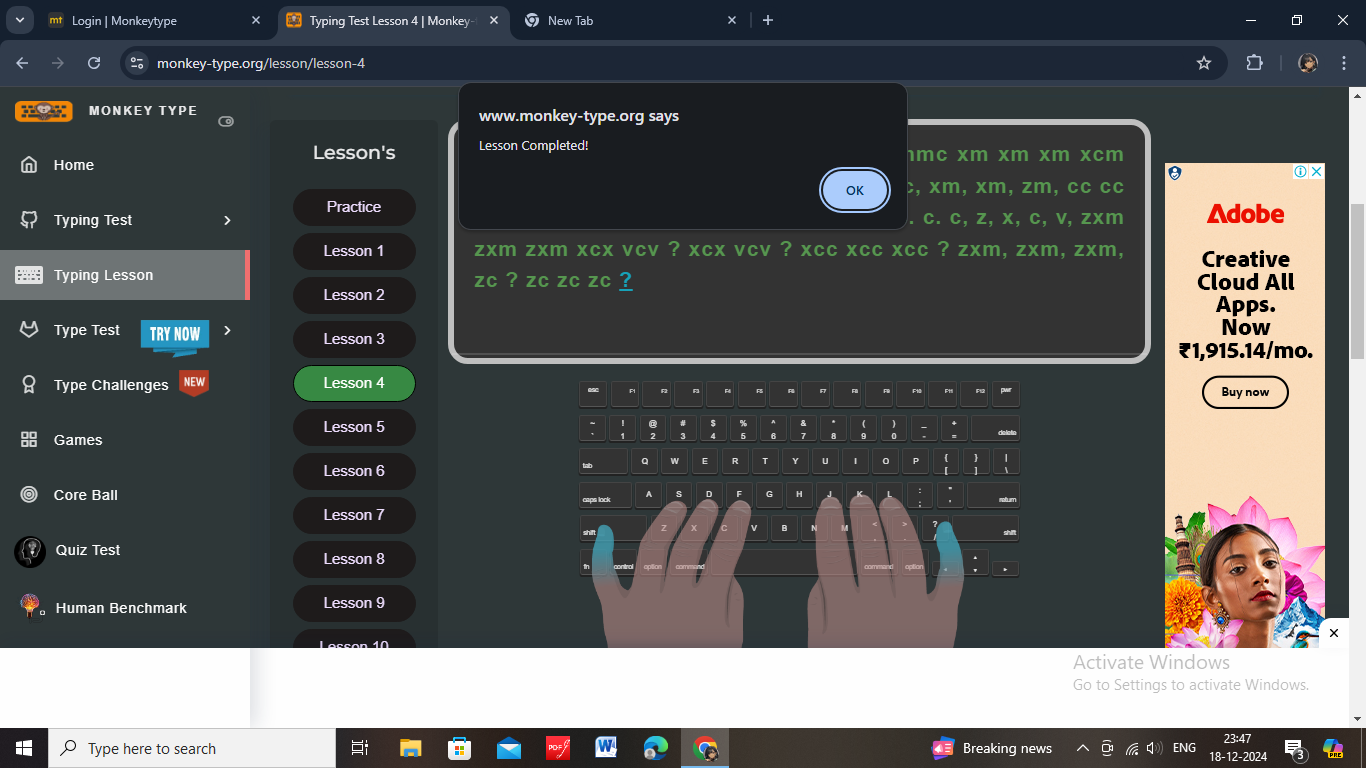 Login | Monkeytype
Typing Test Lesson 4 | Monkey-
New Tab
monkey-type.org/lesson/lesson-4
MONKEY TYPE
Home
Typing Test
Typing Lesson
Type Test
TRY NOW
Type Challenges
NEW
Games
Core Ball
Quiz Test
Human Benchmark
Lesson's
Practice
Lesson 1
Lesson 2
Lesson 3
Lesson 4
Lesson 5
Lesson 6
Lesson 7
Lesson 8
Lesson 9
Lesson 10
www.monkey-type.org says
Lesson Completed!
OK
xm xm xm xcm
xm, xm, zm, cc cc
. c. c, z, x, c, v, zxm
zxm zxm xcx vcv ? xcx vcv ? xcc xcc xcc ? zxm, zxm, zxm,
zc ? zc zc zc ?
esc F1 F2 F3 F4 F5 F6 F7 F8 F9 F10 F11 F12 pwr
~ ! @ # $ % ^ & * ( ) _ +
` 1 2 3 4 5 6 7 8 9 0 - = delete
tab Q W E R T Y U I O P { [ } ] | \
caps lock A S D F G H J K L : ; " ' return
shift Z X C V B N M < , > . ? / shift
fn control option command command option
Adobe
Creative
Cloud All
Apps.
Now
₹1,915.14/mo.
Buy now
Activate Windows
Go to Settings to activate Windows.
Type here to search
PDF
W
Breaking news
ENG
23:47
18-12-2024
3
PRE